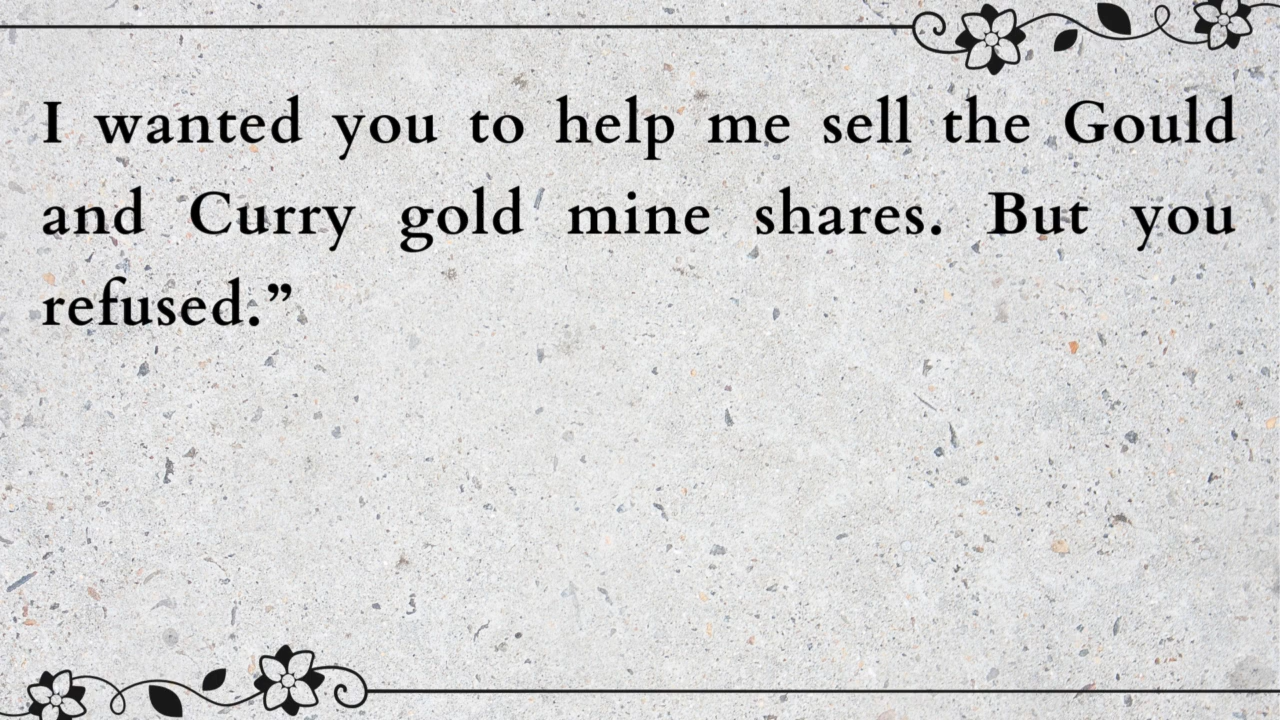 I wanted you to help me sell the Gould
and Curry gold mine shares. But you
refused.”